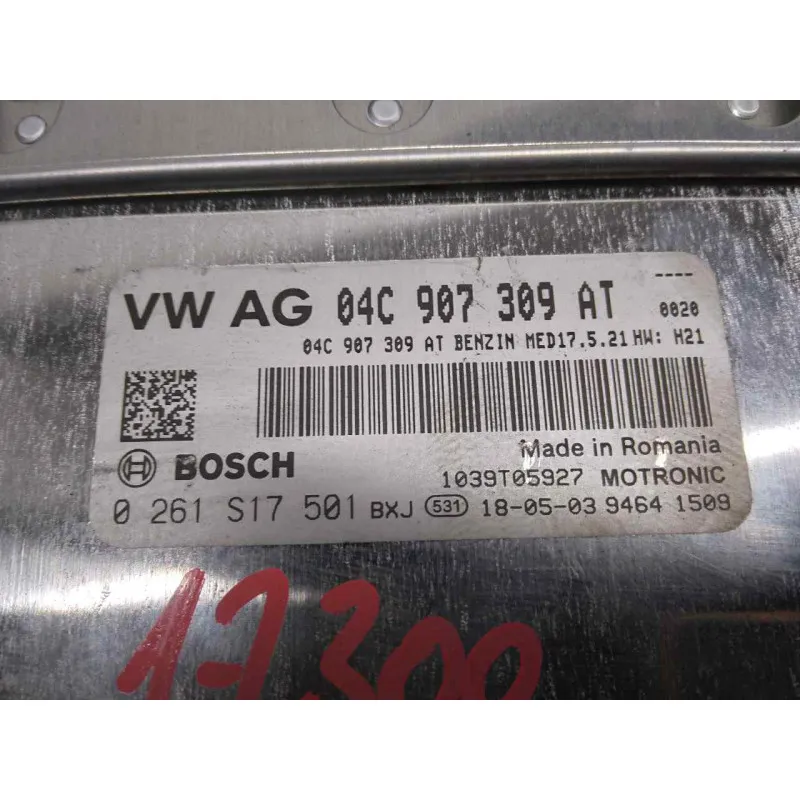 ----
VW AG 04C 907 309 AT 0020
04C 907 309 AT BENZIN MED17.5.21 HW: H21
Made in Romania
BOSCH 1039T05927 MOTRONIC
0 261 S17 501 BXJ 531 18-05-03 9464 1509
17300